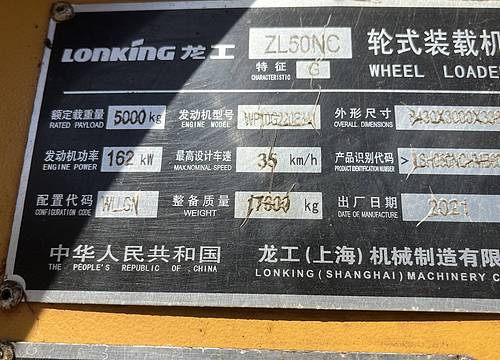 LONKING 龙工 ZL50NC 轮式装载机
特征 G WHEEL LOADE
CHARACTERISTIC
额定载重量 5000 kg 发动机型号 外形尺寸
RATED PAYLOAD ENGINE MODEL OVERALL DIMENSIONS
发动机功率 162 kW 最高设计车速 35 km/h 产品识别代码
ENGINE POWER MAX.NOMINAL SPEED PRODUCT IDENTIFICATION NUMBER
配置代码 整备质量 17300 kg 出厂日期 2021
CONFIGURATION CODE WEIGHT DATE OF MANUFACTURE
中华人民共和国 龙工(上海)机械制造有限
THE PEOPLE'S REPUBLIC OF CHINA LONKING(SHANGHAI)MACHINERY C